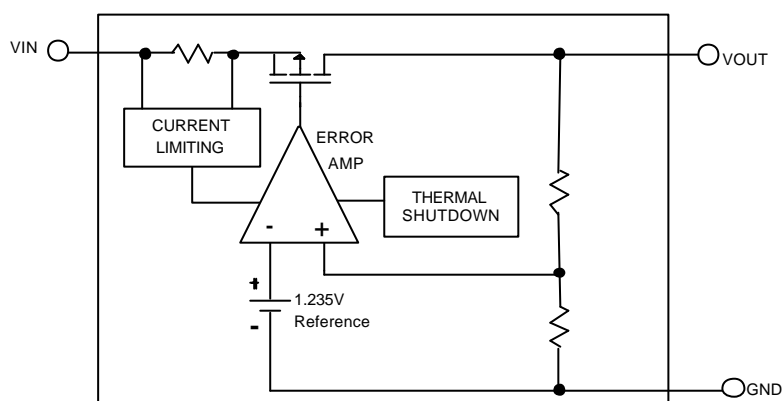 VIN
VOUT
CURRENT
LIMITING
ERROR
AMP
THERMAL
SHUTDOWN
- +
+
1.235V
Reference
-
GND